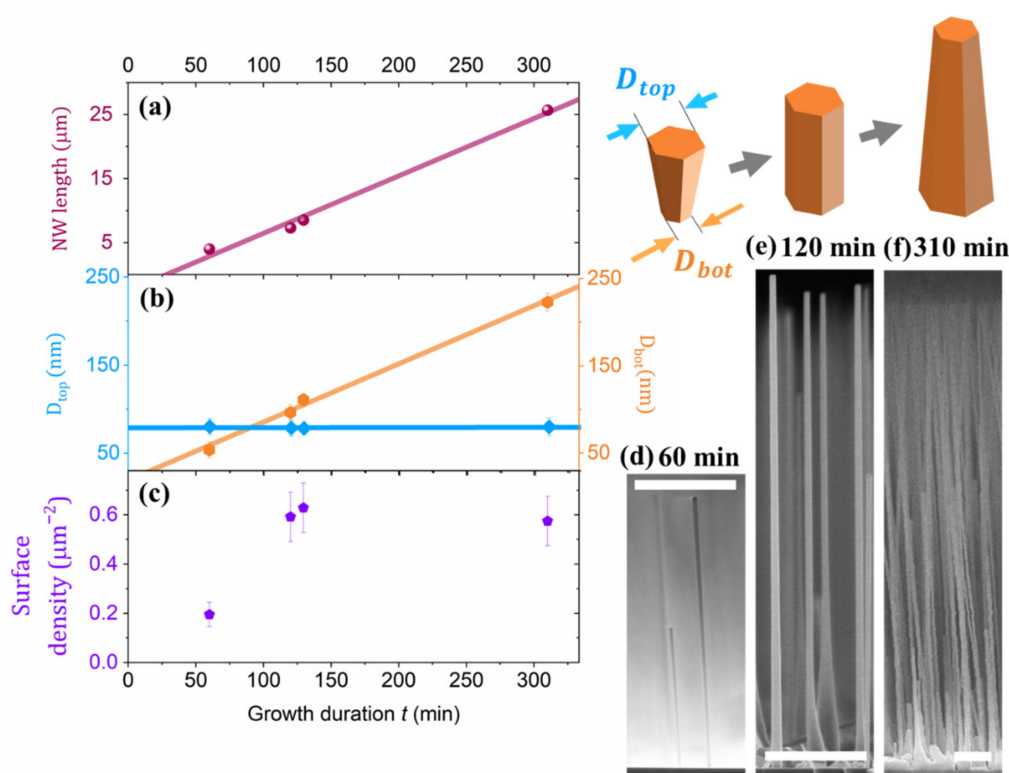 0 50 100 150 200 250 300
(a)
25
15
5
NW length (μm)
D_top
D_bot
(b)
250
150
50
D_top (nm)
250
150
50
D_bot (nm)
(c)
0.6
0.4
0.2
0.0
Surface
density (μm⁻²)
0 50 100 150 200 250 300
Growth duration t (min)
(d) 60 min
(e) 120 min
(f) 310 min